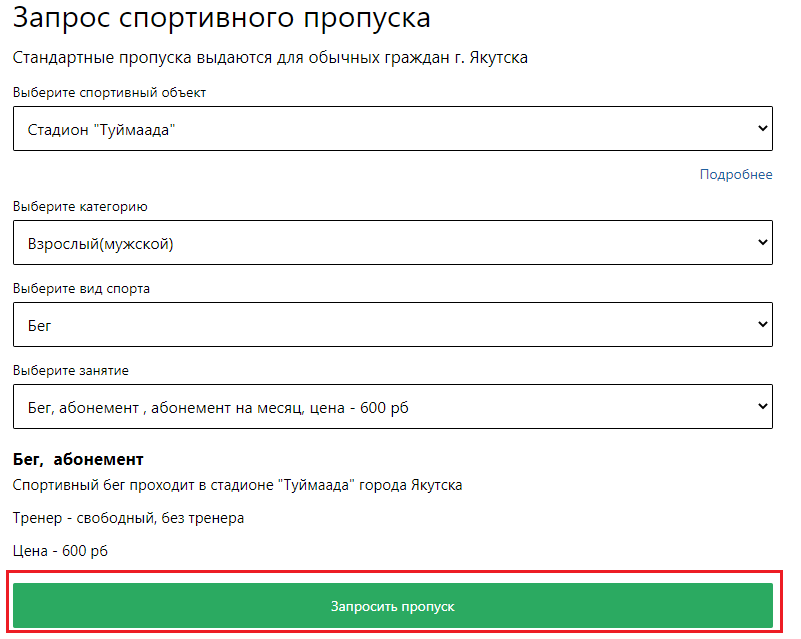 Запрос спортивного пропуска
Стандартные пропуска выдаются для обычных граждан г. Якутска
Выберите спортивный объект
Стадион "Туймаада"
Подробнее
Выберите категорию
Взрослый(мужской)
Выберите вид спорта
Бег
Выберите занятие
Бег, абонемент , абонемент на месяц, цена - 600 рб
Бег,  абонемент
Спортивный бег проходит в стадионе "Туймаада" города Якутска
Тренер - свободный, без тренера
Цена - 600 рб
Запросить пропуск